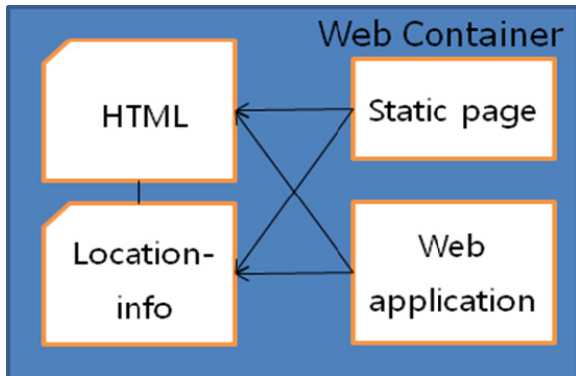 Web Container
HTML
Static page
Location-
info
Web
application